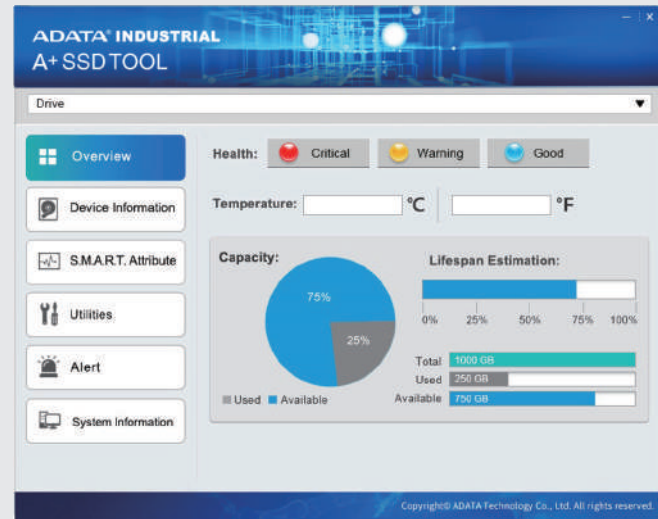 ADATA® INDUSTRIAL
A+ SSD TOOL
Drive
Overview
Device Information
S.M.A.R.T. Attribute
Utilities
Alert
System Information
Health: Critical Warning Good
Temperature: °C °F
Capacity:
75%
25%
Used Available
Lifespan Estimation:
0% 25% 50% 75% 100%
Total 1000 GB
Used 250 GB
Available 750 GB
Copyright© ADATA Technology Co., Ltd. All rights reserved.